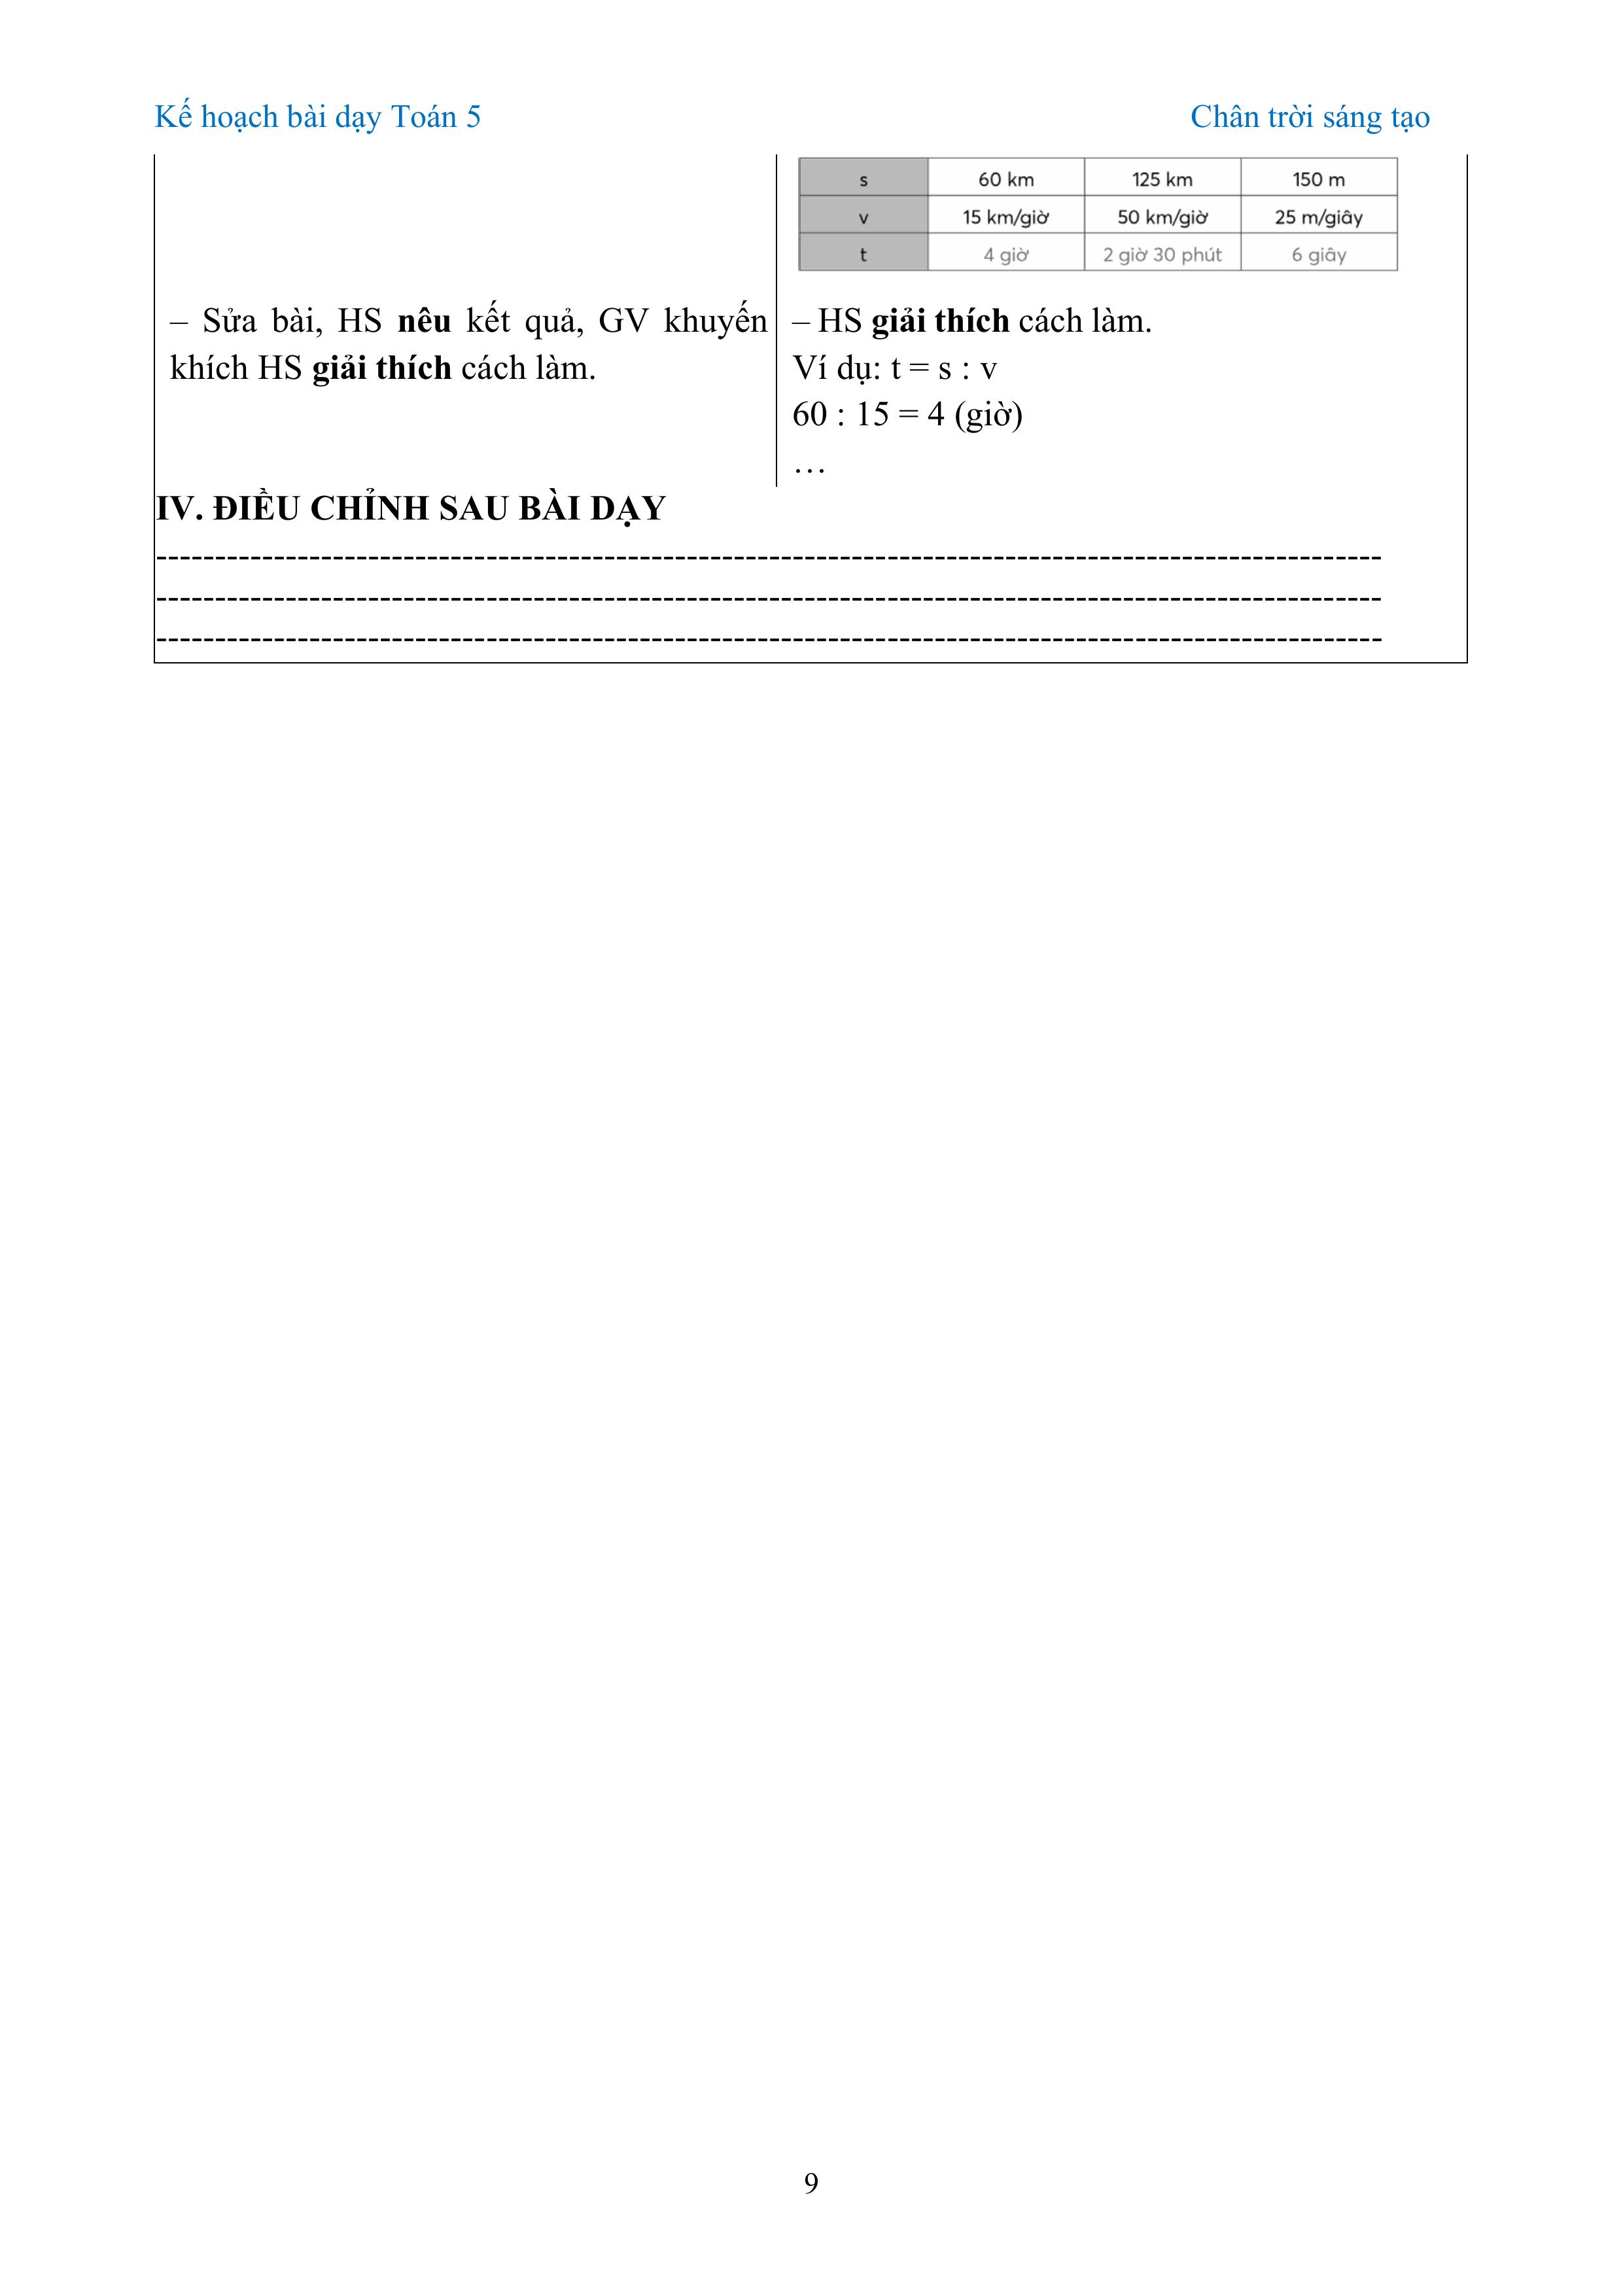 Kế hoạch bài dạy Toán 5 Chân trời sáng tạo
s 60 km 125 km 150 m
v 15 km/giờ 50 km/giờ 25 m/giây
t 4 giờ 2 giờ 30 phút 6 giây
– Sửa bài, HS nêu kết quả, GV khuyến
khích HS giải thích cách làm.
– HS giải thích cách làm.
Ví dụ: t = s : v
60 : 15 = 4 (giờ)
…
IV. ĐIỀU CHỈNH SAU BÀI DẠY
9